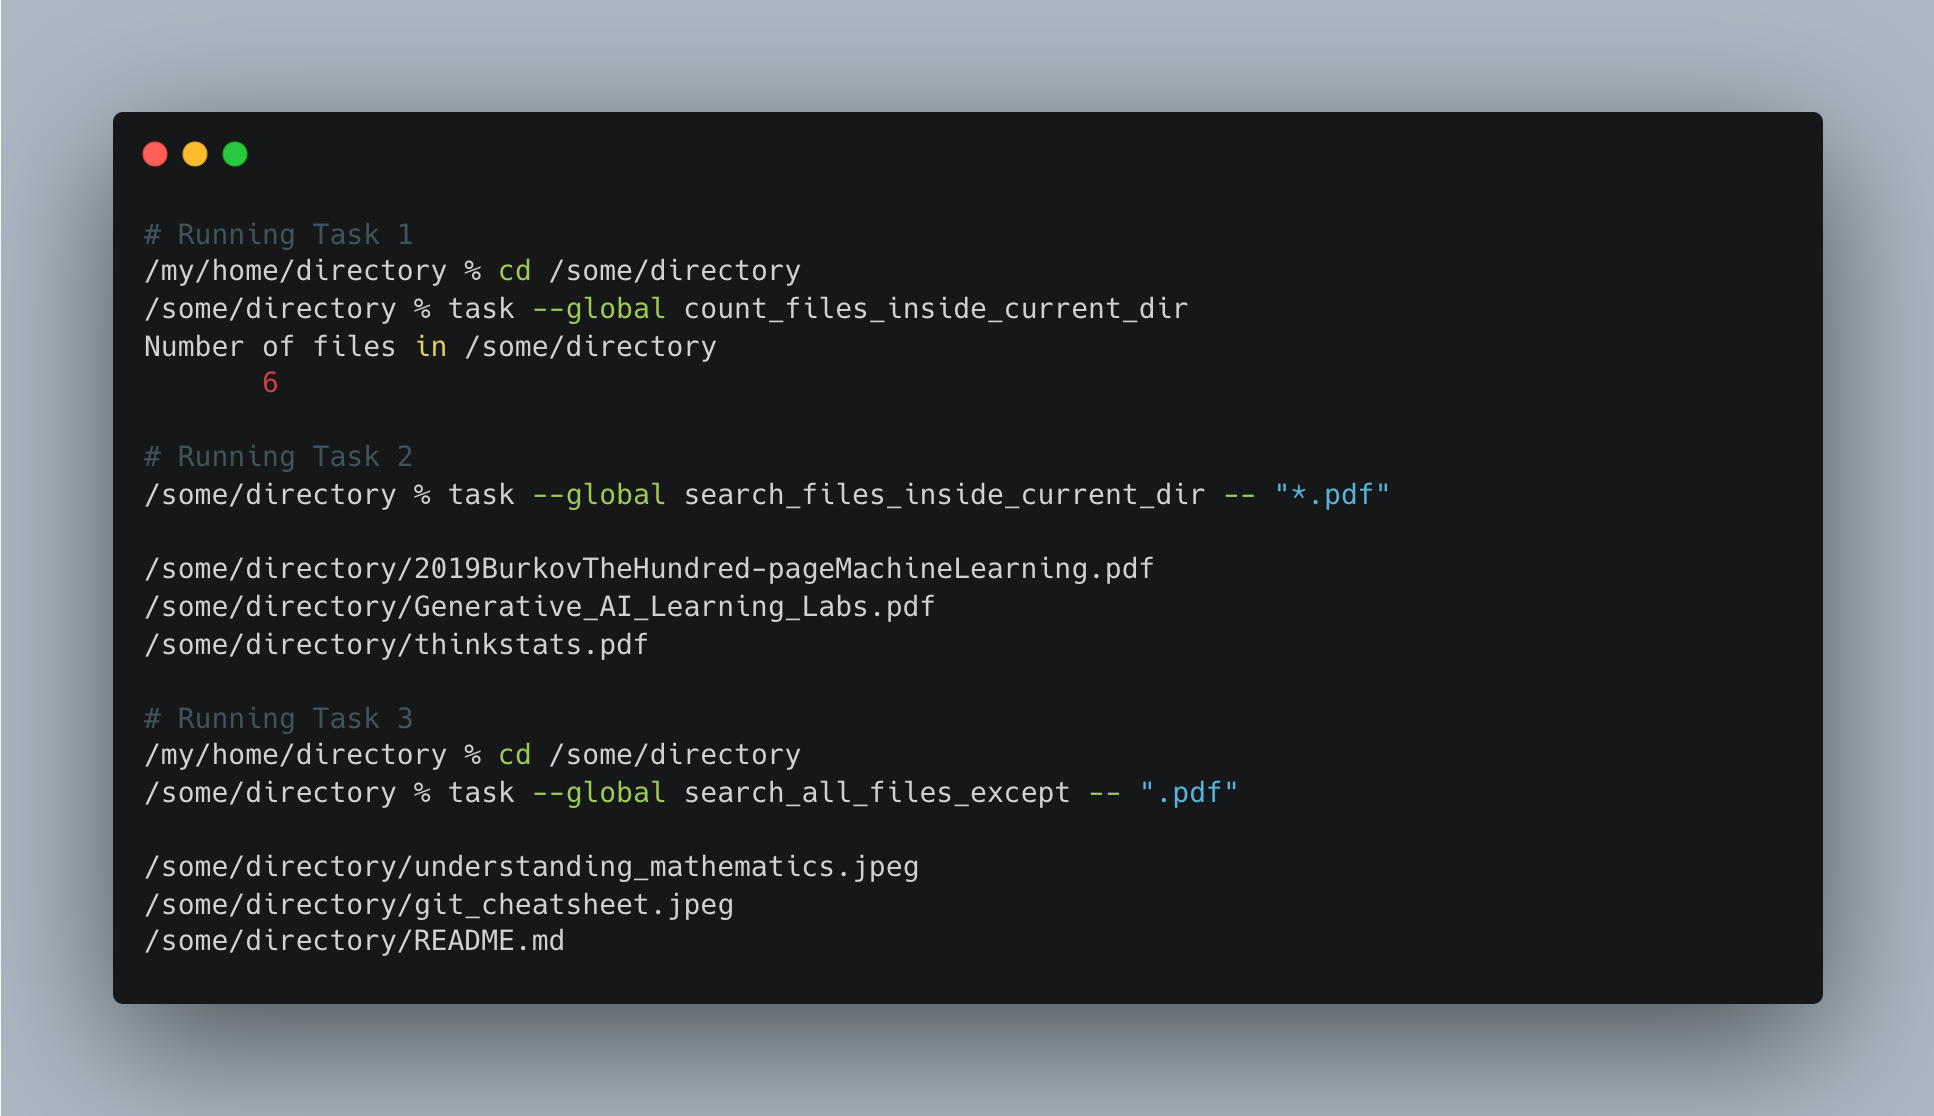 # Running Task 1
/my/home/directory % cd /some/directory
/some/directory % task --global count_files_inside_current_dir
Number of files in /some/directory
6
# Running Task 2
/some/directory % task --global search_files_inside_current_dir -- "*.pdf"
/some/directory/2019BurkovTheHundred-pageMachineLearning.pdf
/some/directory/Generative_AI_Learning_Labs.pdf
/some/directory/thinkstats.pdf
# Running Task 3
/my/home/directory % cd /some/directory
/some/directory % task --global search_all_files_except -- ".pdf"
/some/directory/understanding_mathematics.jpeg
/some/directory/git_cheatsheet.jpeg
/some/directory/README.md